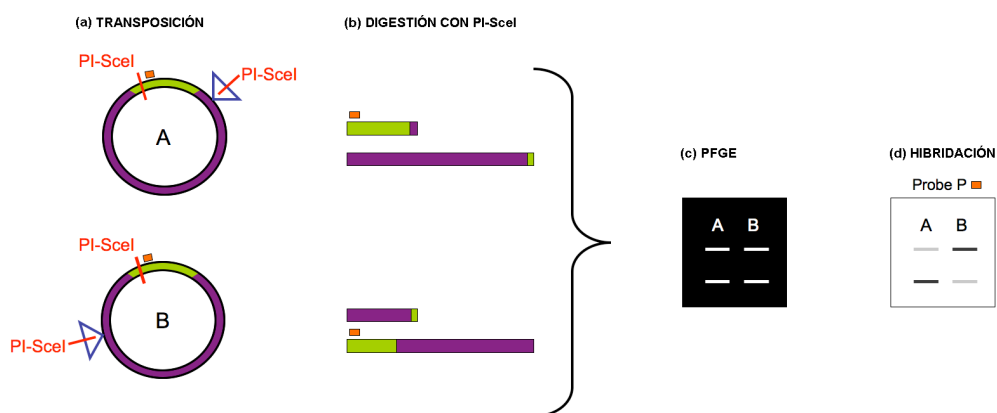 (a) TRANSPOSICIÓN
(b) DIGESTIÓN CON PI-SceI
PI-SceI
PI-SceI
A
PI-SceI
PI-SceI
B
(c) PFGE
A B
(d) HIBRIDACIÓN
Probe P
A B